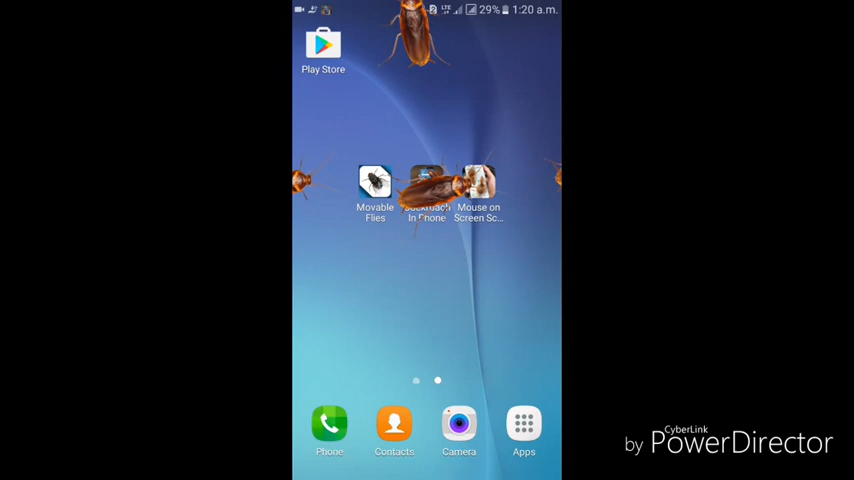 LTE 29% 1:20 a.m.
Play Store
Movable
Flies
In Phone
Mouse on
Screen Sc...
Phone
Contacts
Camera
Apps
by CyberLink
PowerDirector